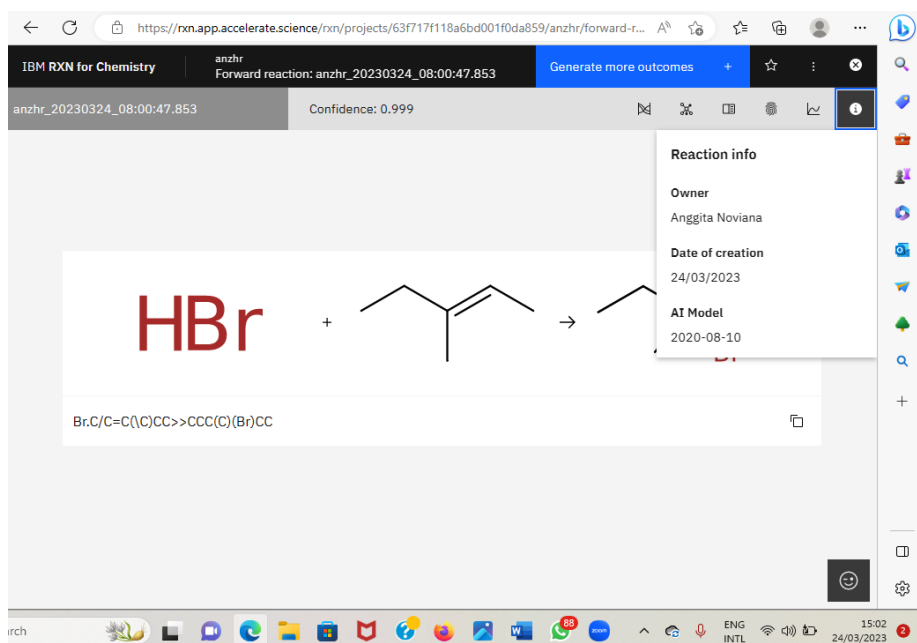 https://rxn.app.accelerate.science/rxn/projects/63f717f118a6bd001f0da859/anzhr/forward-r...
IBM RXN for Chemistry
anzhr
Forward reaction: anzhr_20230324_08:00:47.853
Generate more outcomes +
anzhr_20230324_08:00:47.853
Confidence: 0.999
Reaction info
Owner
Anggita Noviana
Date of creation
24/03/2023
AI Model
2020-08-10
HBr + →
Br.C/C=C(\C)CC>>CCC(C)(Br)CC
arch
88
zoom
ENG
INTL
15:02
24/03/2023
2